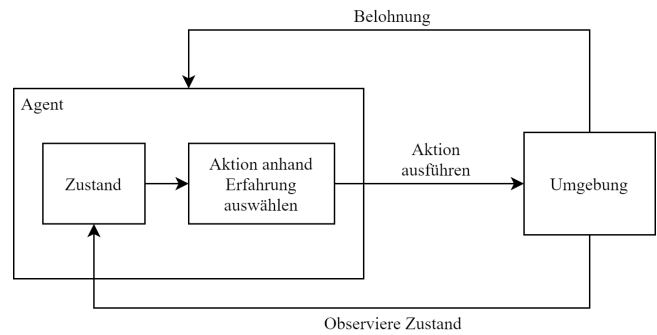 Belohnung
Agent
Zustand
Aktion anhand
Erfahrung
auswählen
Aktion
ausführen
Umgebung
Observiere Zustand